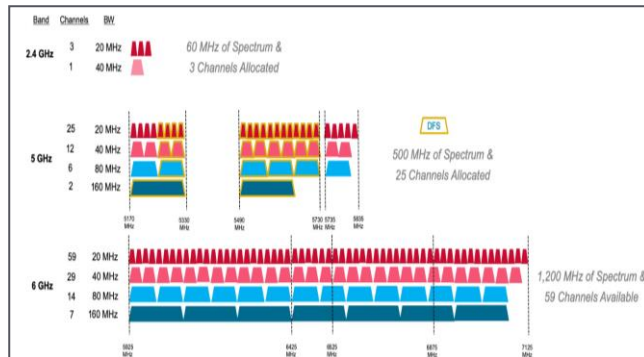 Band Channels BW
2.4 GHz
3 20 MHz
1 40 MHz
60 MHz of Spectrum &
3 Channels Allocated
5 GHz
25 20 MHz
12 40 MHz
6 80 MHz
2 160 MHz
DFS
500 MHz of Spectrum &
25 Channels Allocated
5170 MHz
5330 MHz
5490 MHz
5730 MHz
5735 MHz
5835 MHz
6 GHz
59 20 MHz
29 40 MHz
14 80 MHz
7 160 MHz
1,200 MHz of Spectrum &
59 Channels Available
5925 MHz
6425 MHz
6525 MHz
6875 MHz
7125 MHz